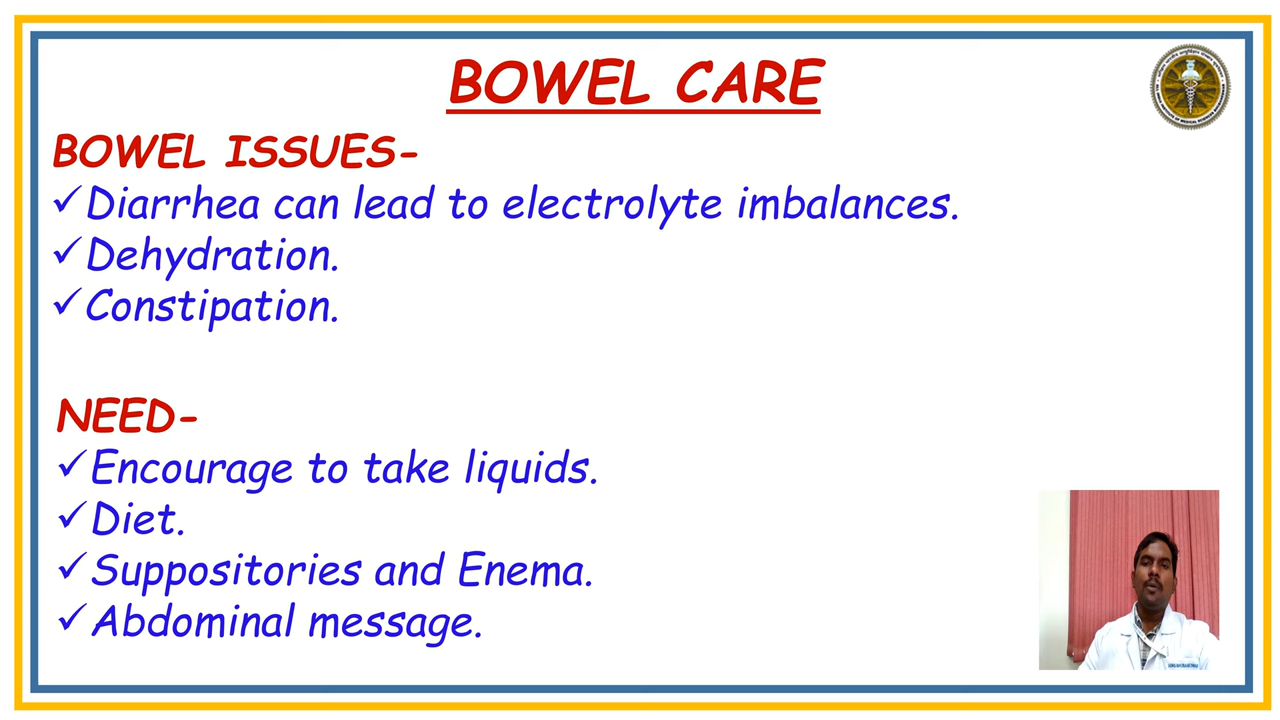 BOWEL CARE
BOWEL ISSUES-
✓Diarrhea can lead to electrolyte imbalances.
✓Dehydration.
✓Constipation.
NEED-
✓Encourage to take liquids.
✓Diet.
✓Suppositories and Enema.
✓Abdominal message.